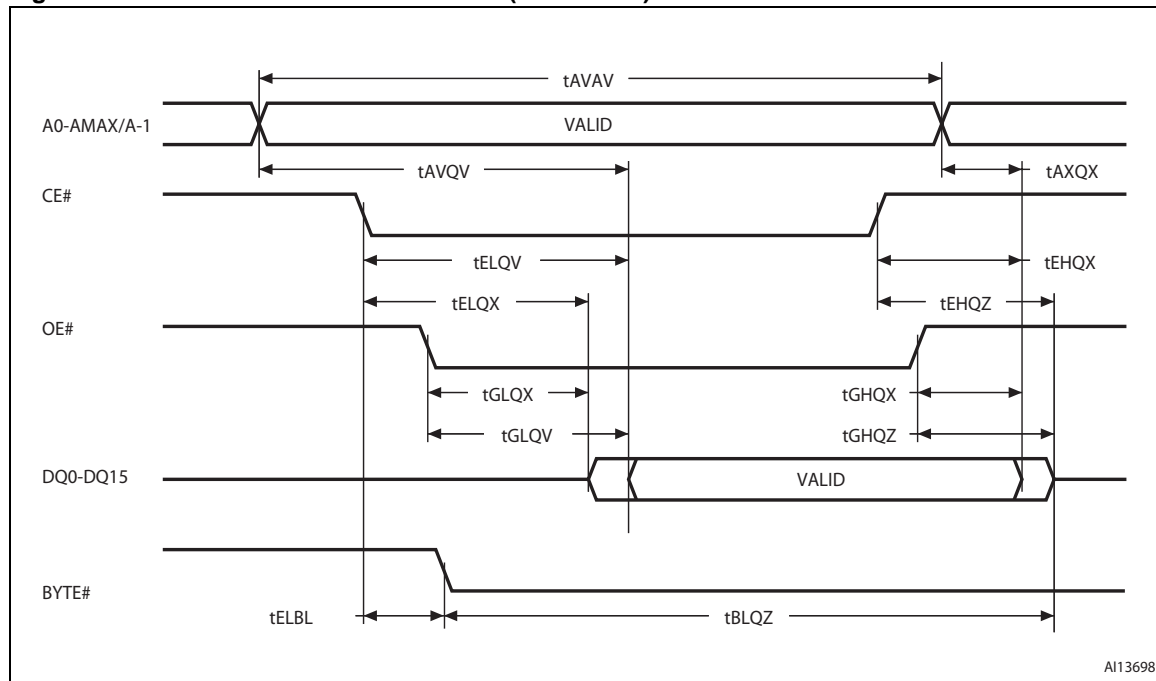 tAVAV
A0-AMAX/A-1
VALID
tAVQV
tAXQX
CE#
tELQV
tEHQX
tELQX
tEHQZ
OE#
tGLQX
tGHQX
tGLQV
tGHQZ
DQ0-DQ15
VALID
BYTE#
tELBL
tBLQZ
AI13698